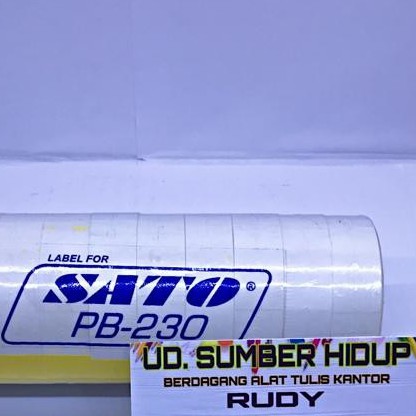 LABEL FOR
SATO®
PB-230
UD. SUMBER HIDUP
BERDAGANG ALAT TULIS KANTOR
RUDY